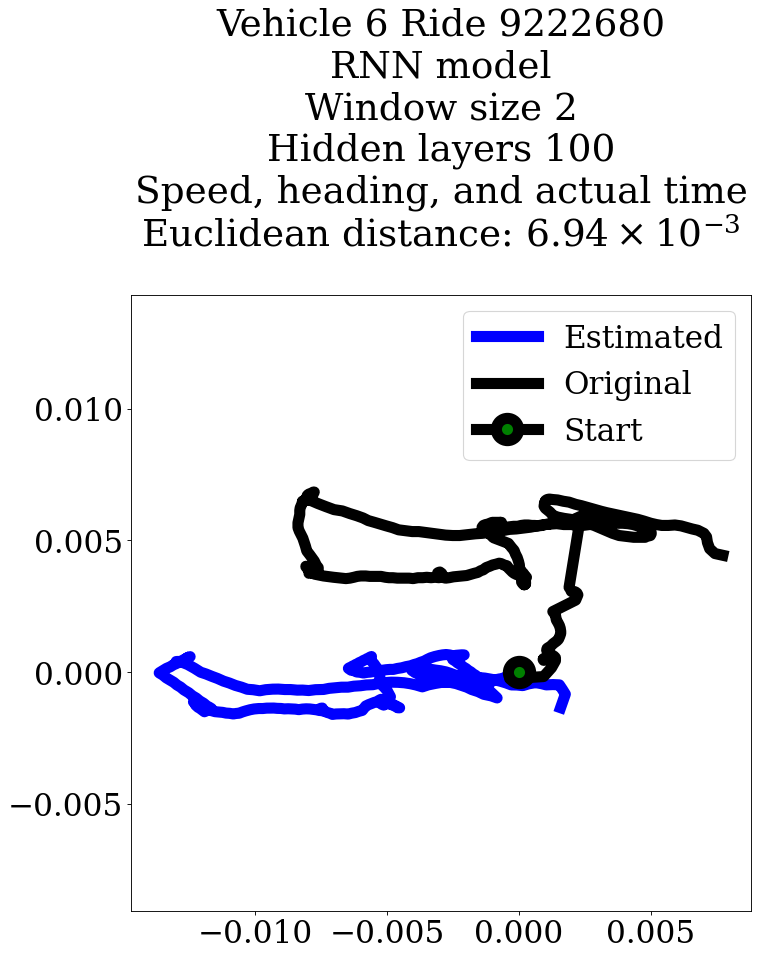 Vehicle 6 Ride 9222680
RNN model
Window size 2
Hidden layers 100
Speed, heading, and actual time
Euclidean distance: 6.94 × 10⁻³
Estimated
Original
Start
0.010
0.005
0.000
−0.005
−0.010 −0.005 0.000 0.005